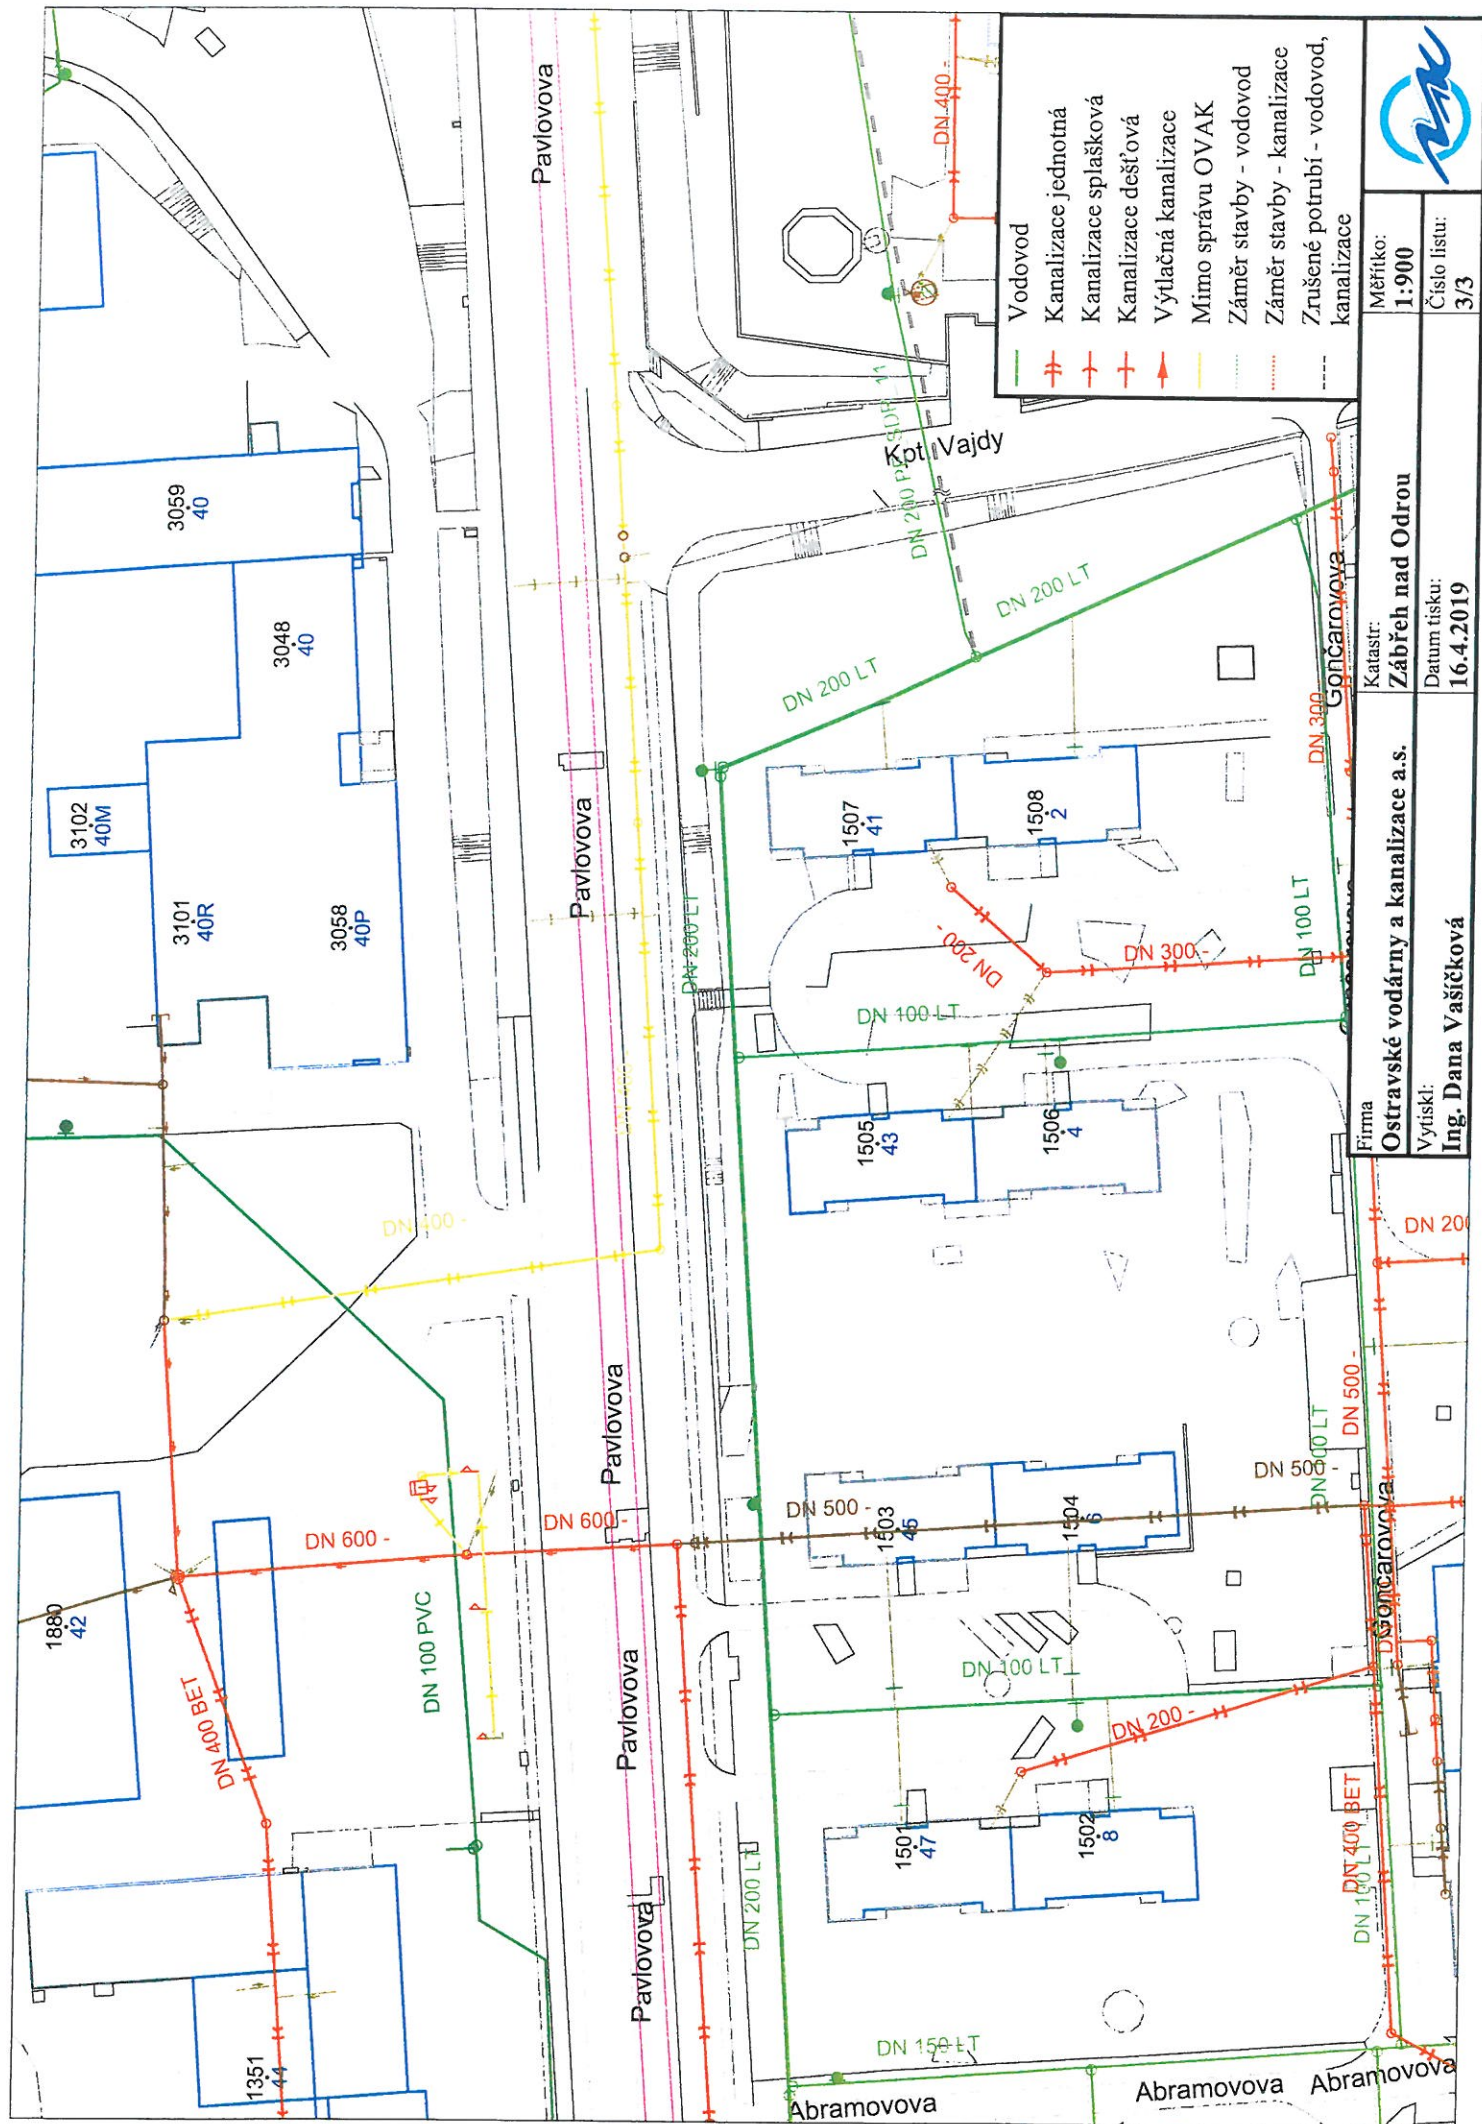 Pavlovova
Pavlovova
Pavlovova
Pavlovova
Pavlovova
Kpt. Vajdy
Gončarovova
Gončarovova
Abramovova
Abramovova
Abramovova
3059
40
3048
40
3102
40M
3101
40R
3058
40P
1880
42
1351
44
1507
41
1508
2
1505
43
1506
4
1503
45
1504
6
1501
47
1502
8
DN 400 -
DN 200 LT
DN 200 LT
DN 200 LT
DN 300
DN 300 -
DN 200 -
DN 100 LT
DN 100 LT
DN 400 -
DN 600 -
DN 600 -
DN 500 -
DN 500 -
DN 500 -
DN 100 PVC
DN 400 BET
DN 100 LT
DN 200 -
DN 200 LT
DN 150 LT
DN 400 BET
DN 100 LT
DN 200
Vodovod
Kanalizace jednotná
Kanalizace splašková
Kanalizace dešťová
Výtlačná kanalizace
Mimo správu OVAK
Záměr stavby - vodovod
Záměr stavby - kanalizace
Zrušené potrubí - vodovod,
kanalizace
Firma
Ostravské vodárny a kanalizace a.s.
Katastr:
Zábřeh nad Odrou
Měřítko:
1:900
Vytiskl:
Ing. Dana Vašíčková
Datum tisku:
16.4.2019
Číslo listu:
3/3